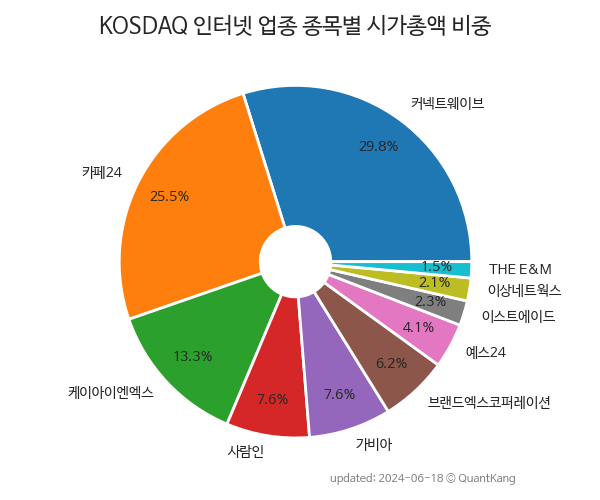 KOSDAQ 인터넷 업종 종목별 시가총액 비중
커넥트웨이브
29.8%
카페24
25.5%
케이아이엔엑스
13.3%
사람인
7.6%
가비아
7.6%
브랜드엑스코퍼레이션
6.2%
예스24
4.1%
이스트에이드
2.3%
이상네트웍스
2.1%
THE E&M
1.5%
updated: 2024-06-18 © QuantKang